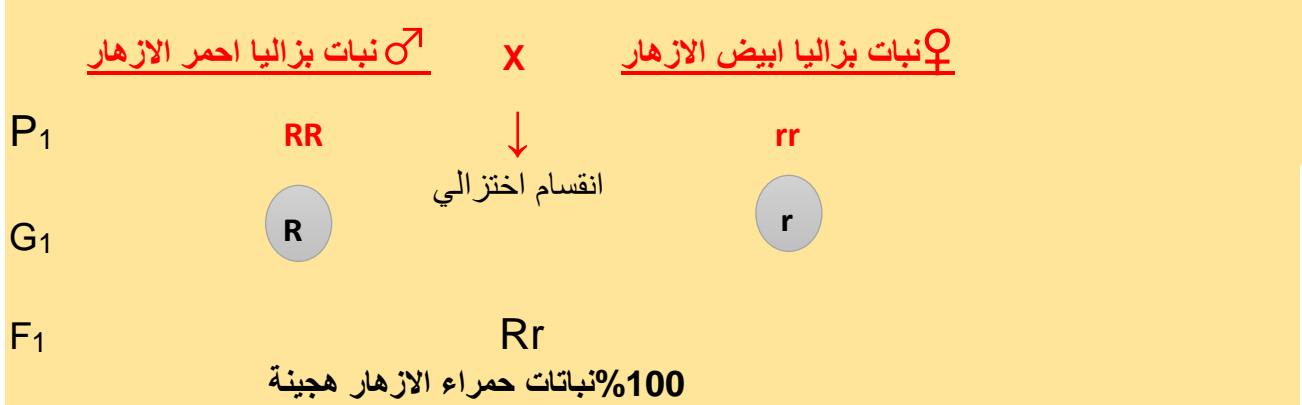 ♂ نبات بزاليا احمر الازهار X ♀نبات بزاليا ابيض الازهار
P₁ RR ↓ rr
انقسام اختزالي
G₁ R r
F₁ Rr
100%نباتات حمراء الازهار هجينة